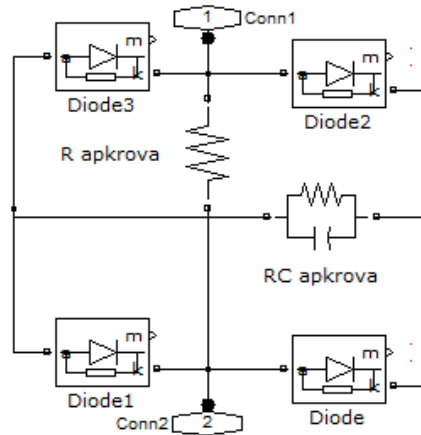 1
Conn1
m
k
Diode3
m
k
Diode2
R apkrova
RC apkrova
m
k
Diode1
m
k
Diode
Conn2
2